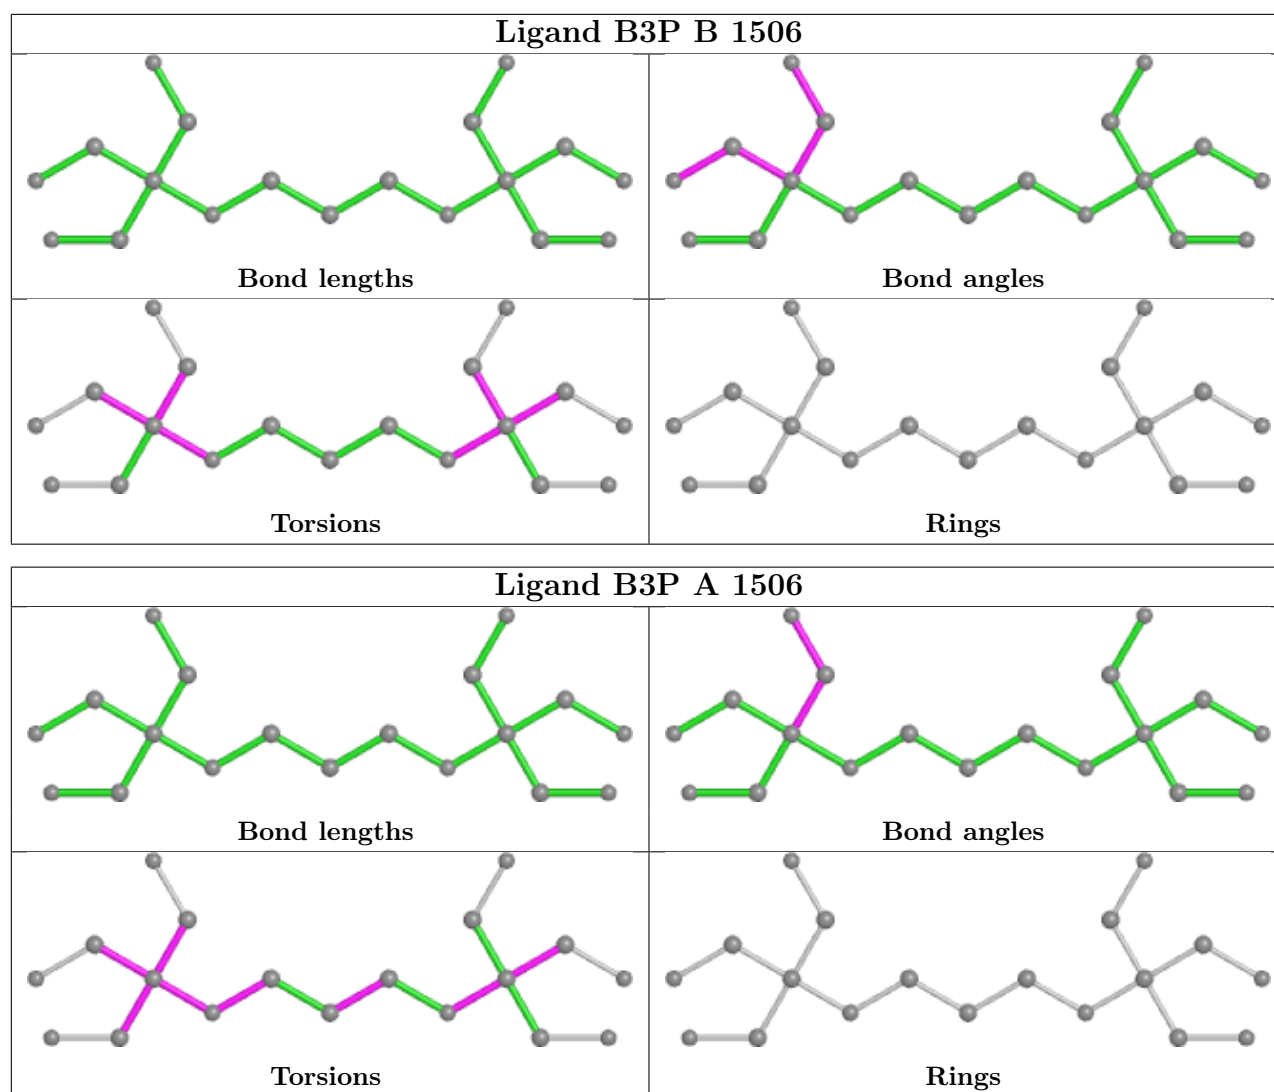 Ligand B3P B 1506
Bond lengths
Bond angles
Torsions
Rings
Ligand B3P A 1506
Bond lengths
Bond angles
Torsions
Rings